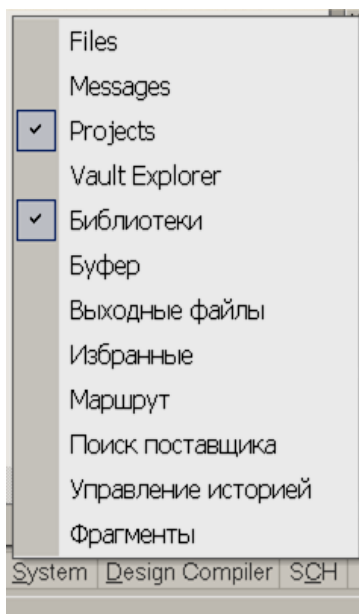 Files
Messages
Projects
Vault Explorer
Библиотеки
Буфер
Выходные файлы
Избранные
Маршрут
Поиск поставщика
Управление историей
Фрагменты
System Design Compiler SCH